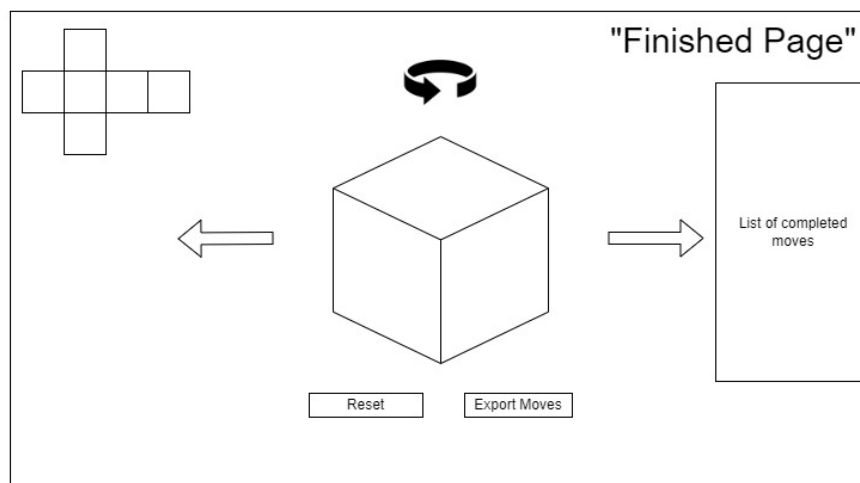 "Finished Page"
List of completed
moves
Reset
Export Moves